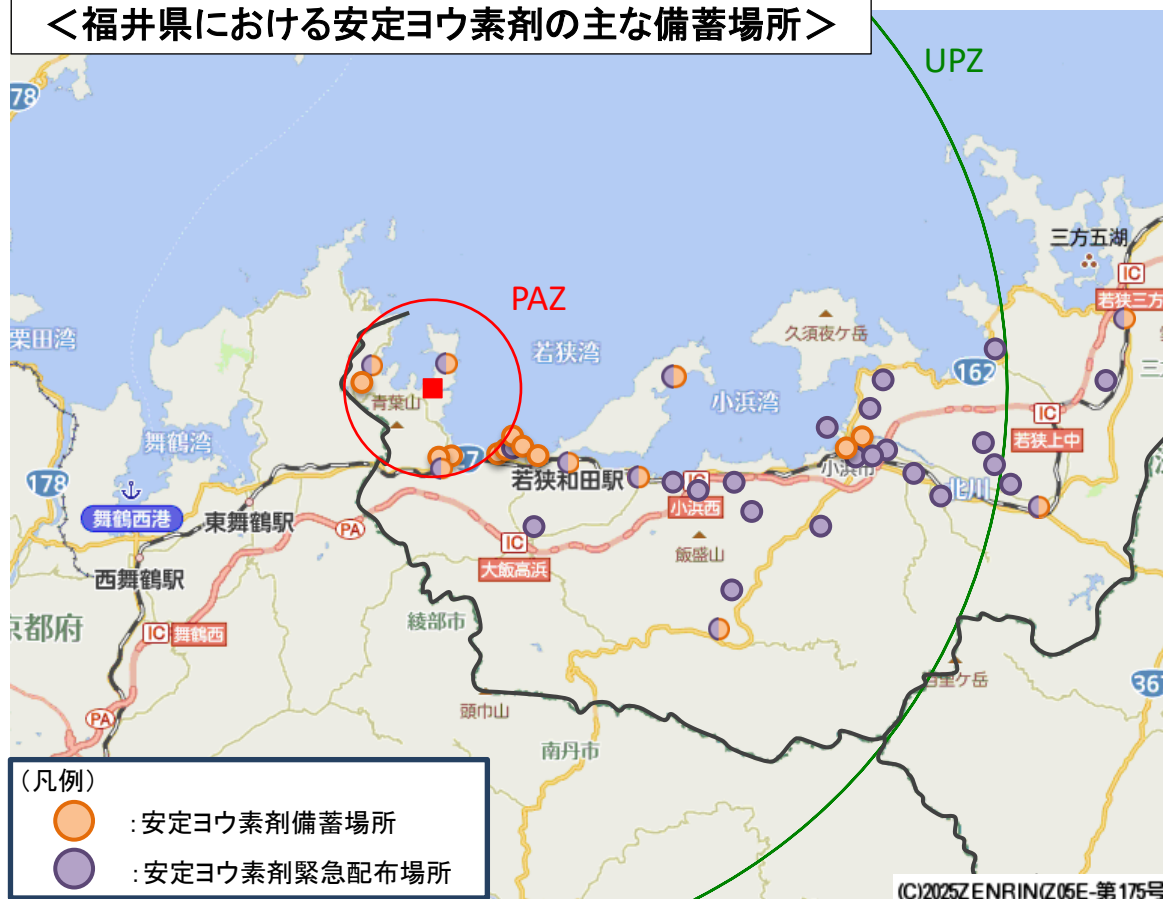 ＜福井県における安定ヨウ素剤の主な備蓄場所＞
UPZ
178
三方五湖
IC
若狭三方
PAZ
栗田湾
若狭湾
久須夜ケ岳
162
小浜湾
青葉山
舞鶴湾
IC
若狭上中
小浜市
178
若狭和田駅
北川
舞鶴西港
東舞鶴駅
PA
IC
小浜西
IC
大飯高浜
飯盛山
西舞鶴駅
京都府
綾部市
IC
舞鶴西
百里ケ岳
367
頭巾山
PA
南丹市
（凡例）
：安定ヨウ素剤備蓄場所
：安定ヨウ素剤緊急配布場所
(C)2025ZENRIN(Z05E-第175号